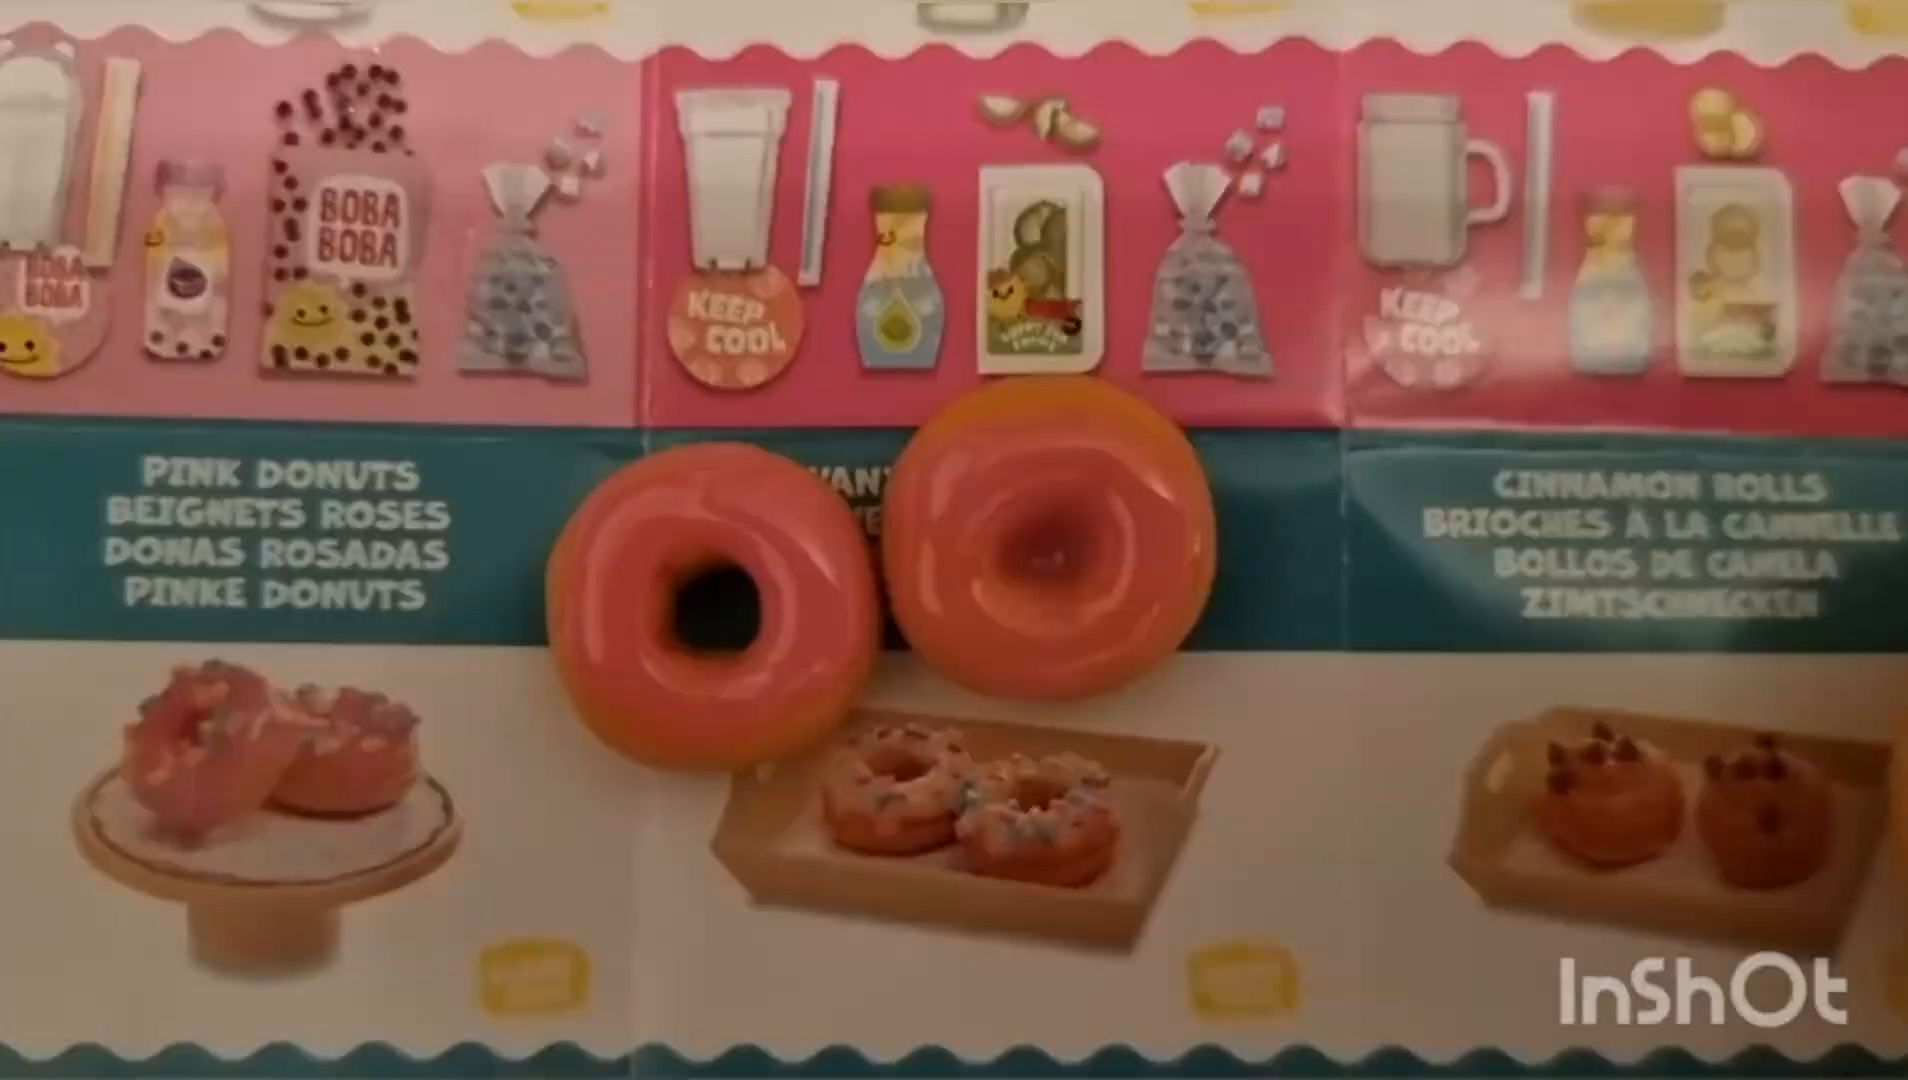 BOBA
BOBA
BOBA
BOBA
KEEP
COOL
KEEP
COOL
PINK DONUTS
BEIGNETS ROSES
DONAS ROSADAS
PINKE DONUTS
CINNAMON ROLLS
BRIOCHES À LA CANNELLE
BOLLOS DE CANELA
ZIMTSCHNECKEN
InShOt